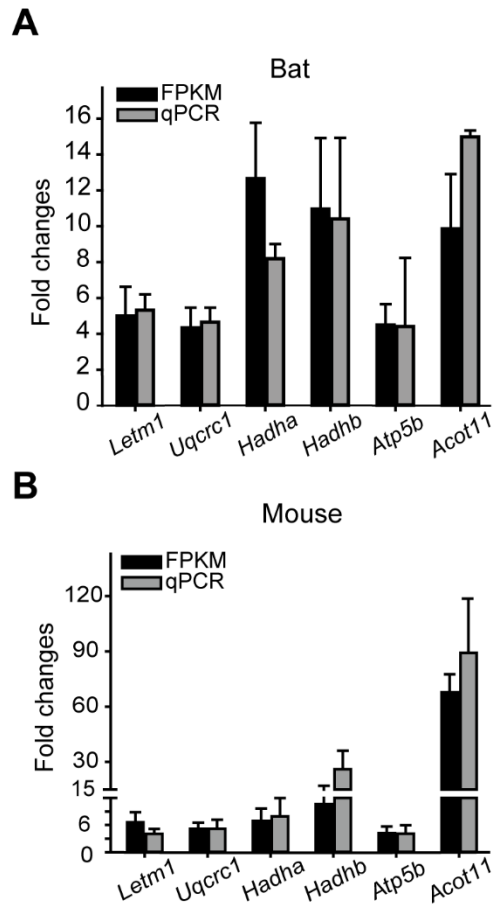 A
Bat
FPKM
qPCR
Fold changes
16
14
12
10
8
6
4
2
0
Letm1 Uqcrc1 Hadha Hadhb Atp5b Acot11
B
Mouse
FPKM
qPCR
Fold changes
120
90
60
30
15
6
0
Letm1 Uqcrc1 Hadha Hadhb Atp5b Acot11